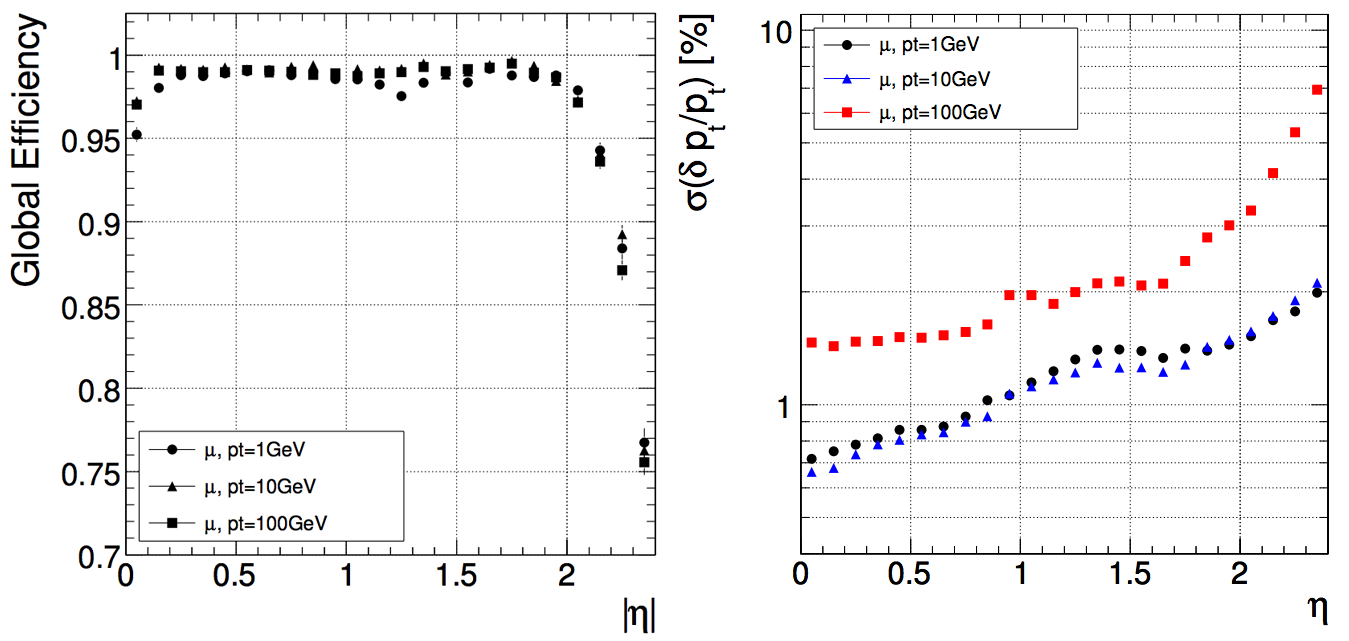 Global Efficiency
1
0.95
0.9
0.85
0.8
0.75
0.7
μ, pt=1GeV
μ, pt=10GeV
μ, pt=100GeV
0 0.5 1 1.5 2
|η|
σ(δ pt/pt) [%]
10
1
μ, pt=1GeV
μ, pt=10GeV
μ, pt=100GeV
0 0.5 1 1.5 2
η